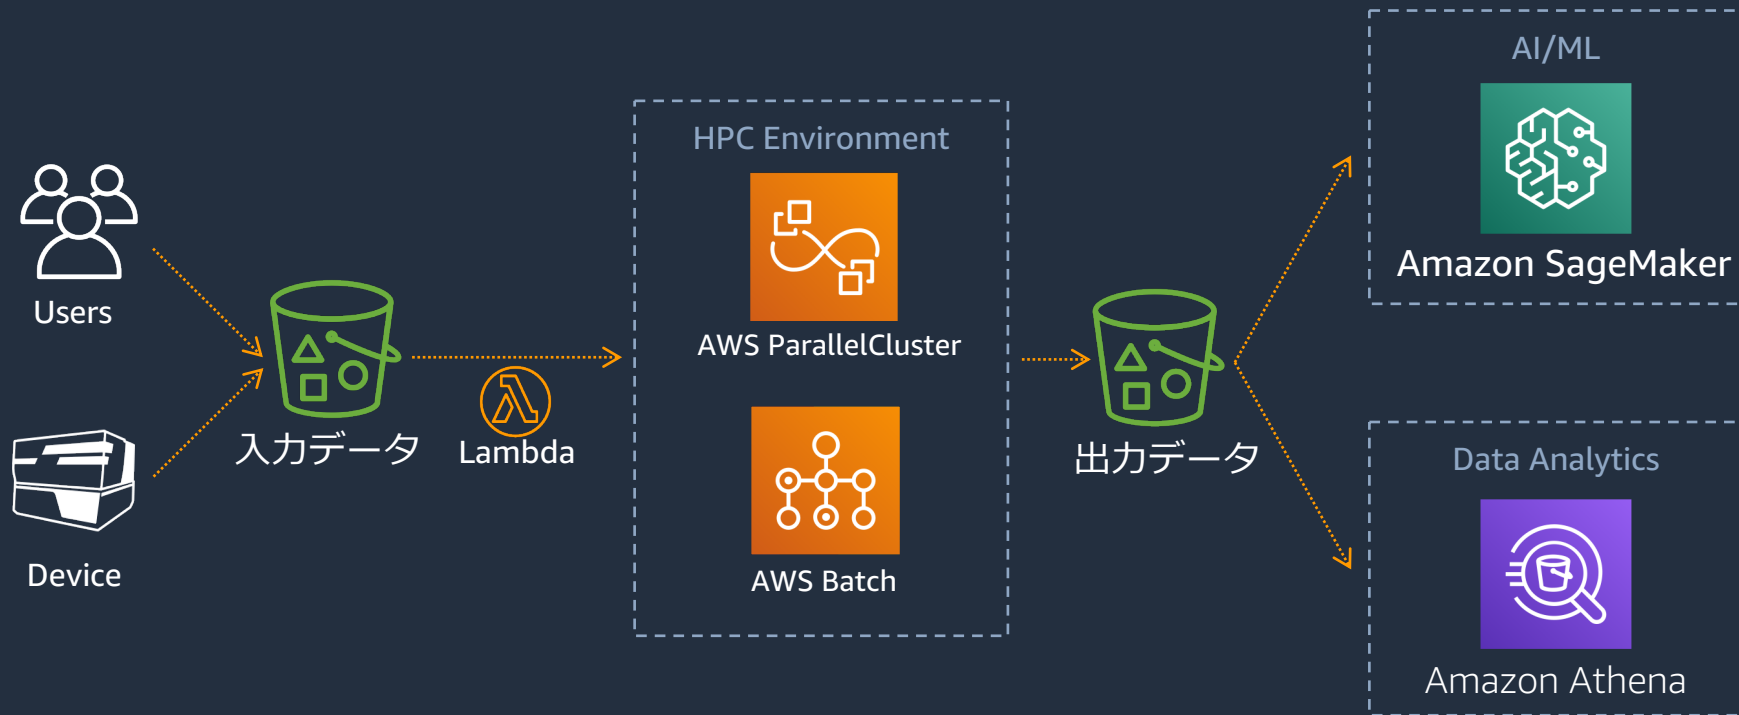 Users
Device
入力データ
Lambda
HPC Environment
AWS ParallelCluster
AWS Batch
出力データ
AI/ML
Amazon SageMaker
Data Analytics
Amazon Athena